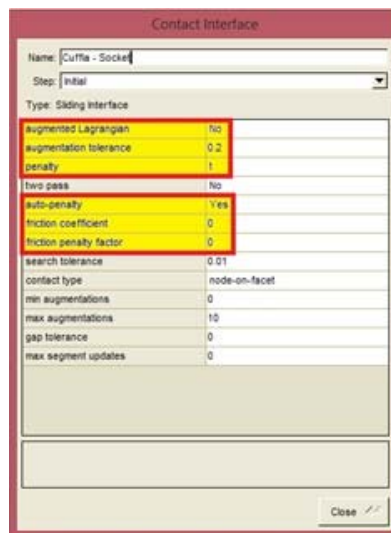 Contact Interface
Name: Cuffia - Socket
Step: Initial
Type: Sliding Interface
augmented Lagrangian No
augmentation tolerance 0.2
penalty 1
two pass No
auto-penalty Yes
friction coefficient 0
friction penalty factor 0
search tolerance 0.01
contact type node-on-facet
min augmentations 0
max augmentations 10
gap tolerance 0
max segment updates 0
Close